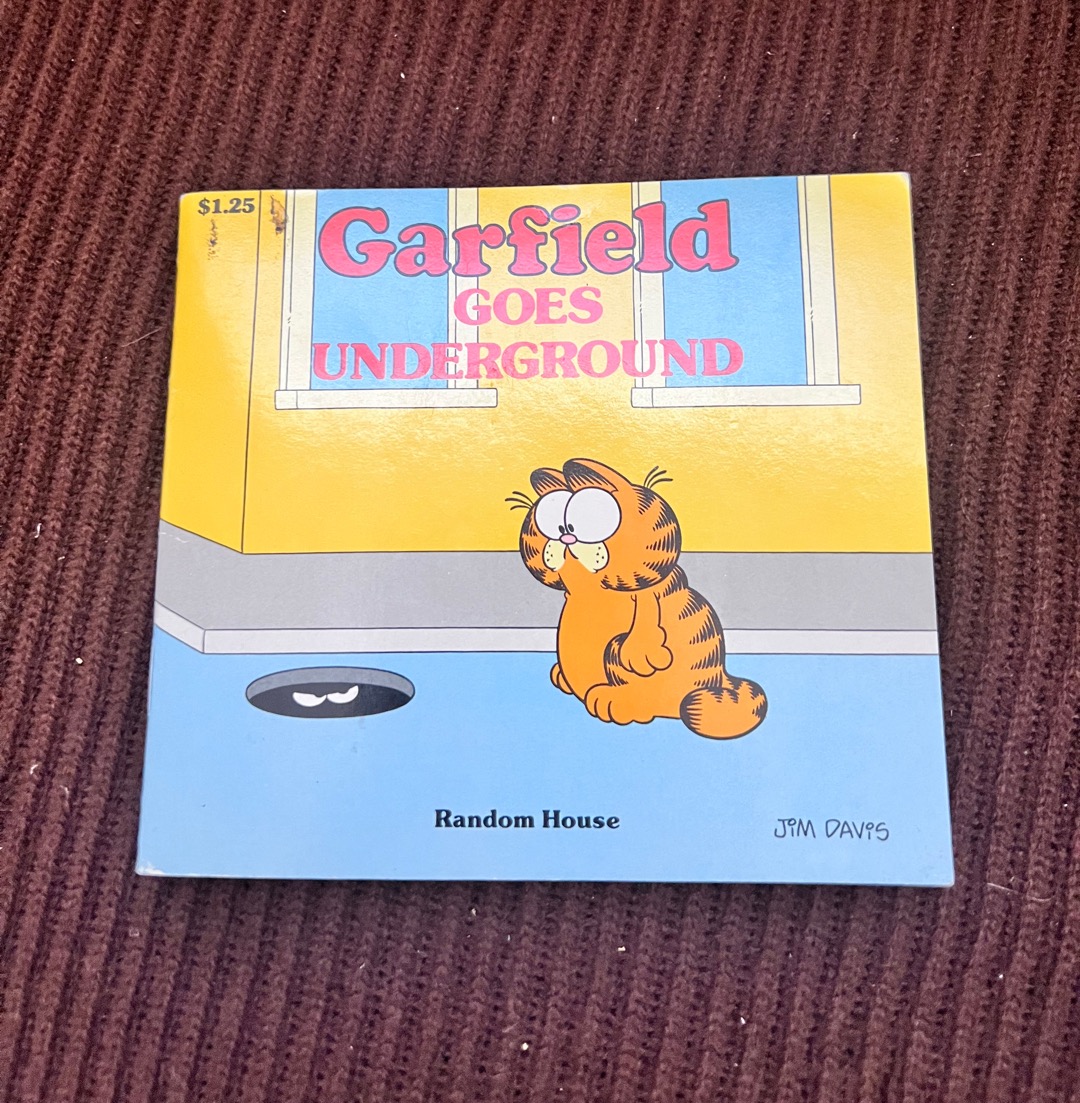 $1.25
Garfield
GOES
UNDERGROUND
Random House
JIM DAVIS